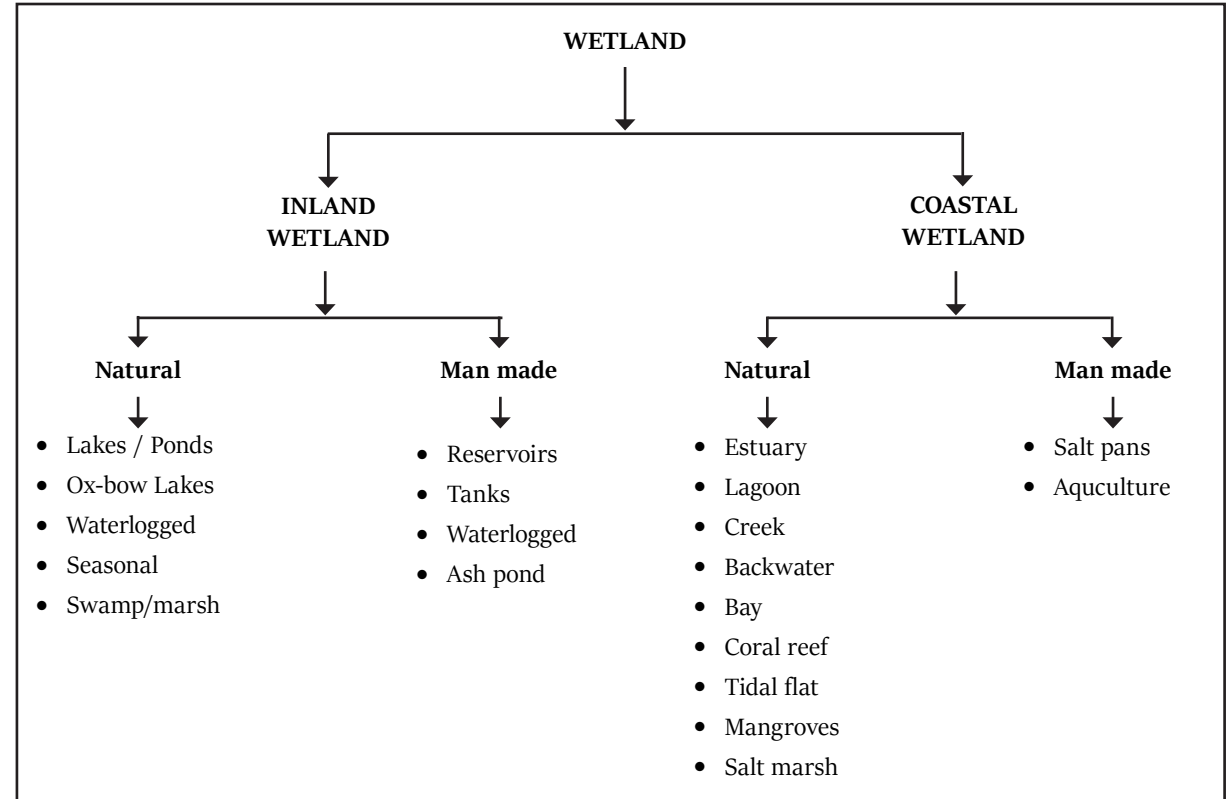 WETLAND
INLAND
WETLAND
COASTAL
WETLAND
Natural
• Lakes / Ponds
• Ox-bow Lakes
• Waterlogged
• Seasonal
• Swamp/marsh
Man made
• Reservoirs
• Tanks
• Waterlogged
• Ash pond
Natural
• Estuary
• Lagoon
• Creek
• Backwater
• Bay
• Coral reef
• Tidal flat
• Mangroves
• Salt marsh
Man made
• Salt pans
• Aquculture